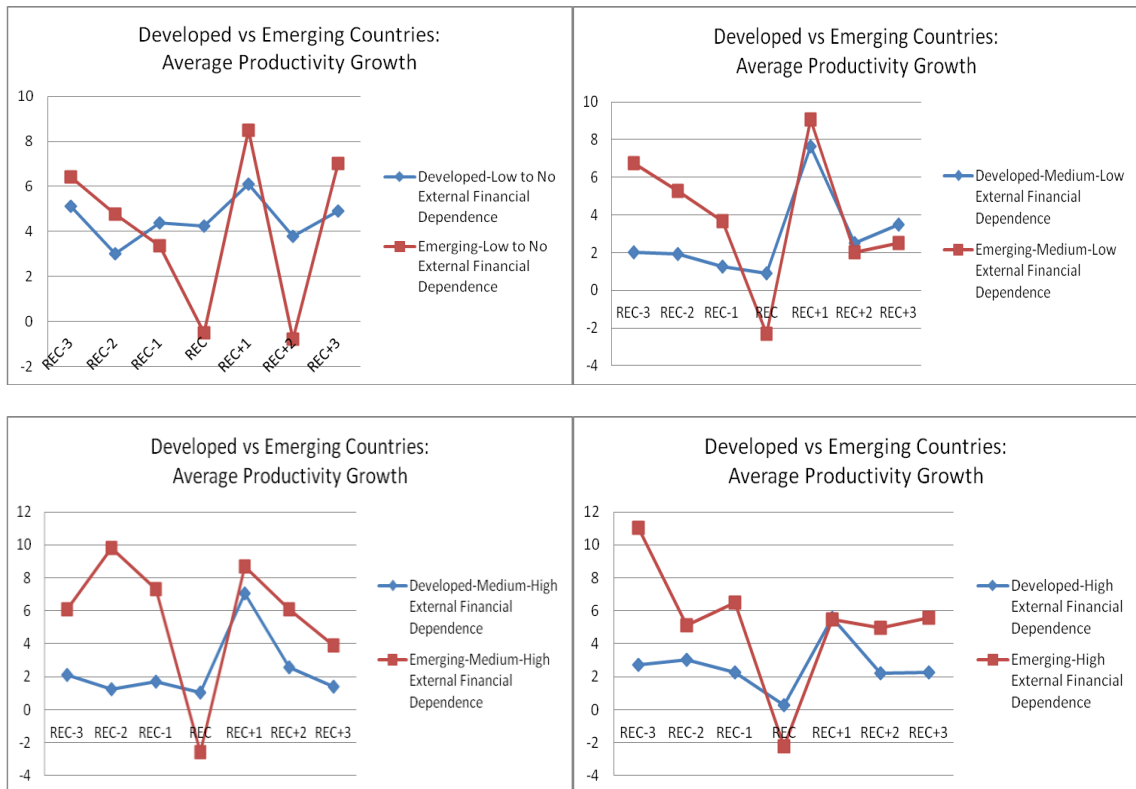 Developed vs Emerging Countries:
Average Productivity Growth
10
8
6
4
2
0
-2
REC-3
REC-2
REC-1
REC
REC+1
REC+2
REC+3
Developed-Low to No
External Financial
Dependence
Emerging-Low to No
External Financial
Dependence
Developed vs Emerging Countries:
Average Productivity Growth
10
8
6
4
2
0
-2
-4
REC-3 REC-2 REC-1 REC REC+1 REC+2 REC+3
Developed-Medium-Low
External Financial
Dependence
Emerging-Medium-Low
External Financial
Dependence
Developed vs Emerging Countries:
Average Productivity Growth
12
10
8
6
4
2
0
-2
-4
REC-3 REC-2 REC-1 REC REC+1 REC+2 REC+3
Developed-Medium-High
External Financial
Dependence
Emerging-Medium-High
External Financial
Dependence
Developed vs Emerging Countries:
Average Productivity Growth
12
10
8
6
4
2
0
-2
-4
REC-3 REC-2 REC-1 REC REC+1 REC+2 REC+3
Developed-High
External Financial
Dependence
Emerging-High
External Financial
Dependence